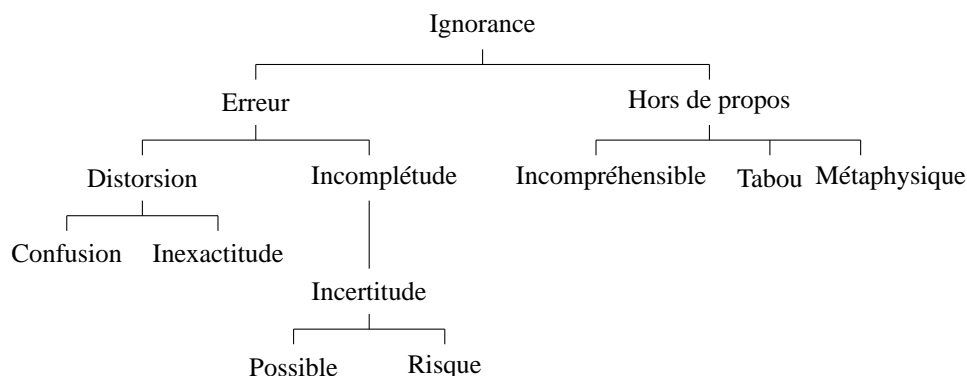 Ignorance
Erreur Hors de propos
Distorsion Incomplétude Incompréhensible Tabou Métaphysique
Confusion Inexactitude
Incertitude
Possible Risque